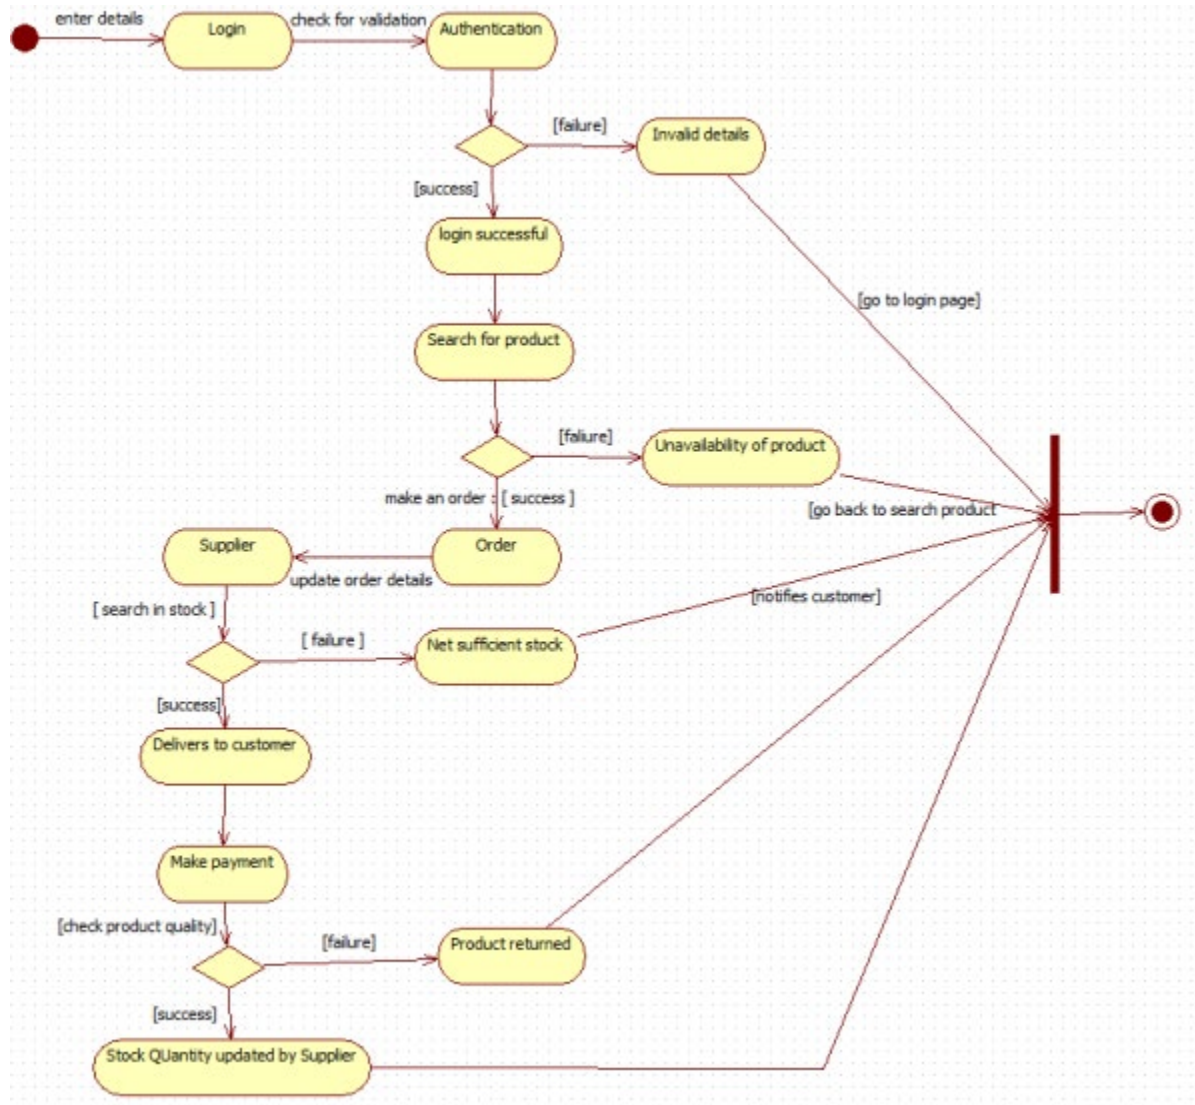 enter details
Login
check for validation
Authentication
[failure]
Invalid details
[success]
login successful
[go to login page]
Search for product
[faliure]
Unavailability of product
make an order : [ success ]
[go back to search product
Supplier
Order
update order details
[ search in stock ]
[notifies customer]
[ failure ]
Net sufficient stock
[success]
Delivers to customer
Make payment
[check product quality]
[failure]
Product returned
[success]
Stock QUantity updated by Supplier